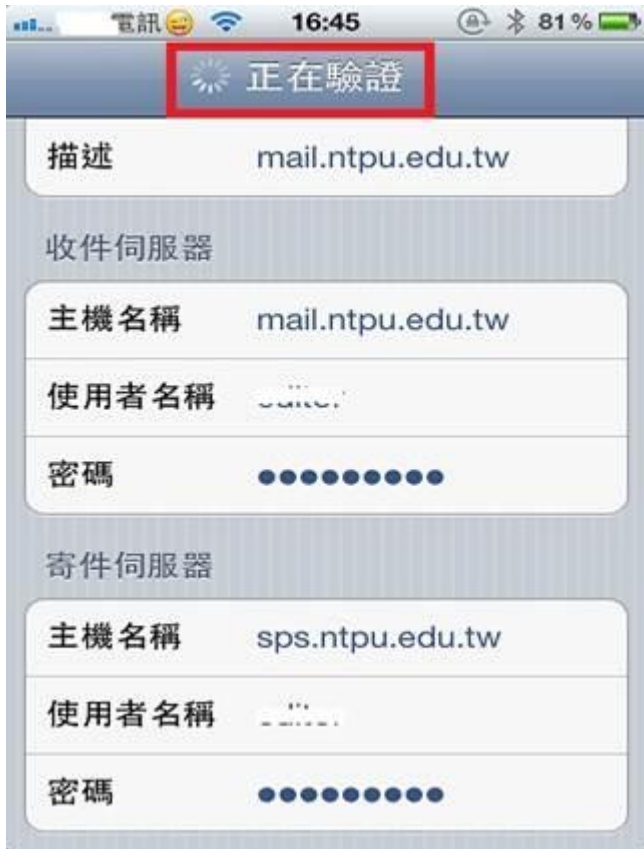 電訊 16:45 81%
正在驗證
描述 mail.ntpu.edu.tw
收件伺服器
主機名稱 mail.ntpu.edu.tw
使用者名稱
密碼 ●●●●●●●●●
寄件伺服器
主機名稱 sps.ntpu.edu.tw
使用者名稱
密碼 ●●●●●●●●●